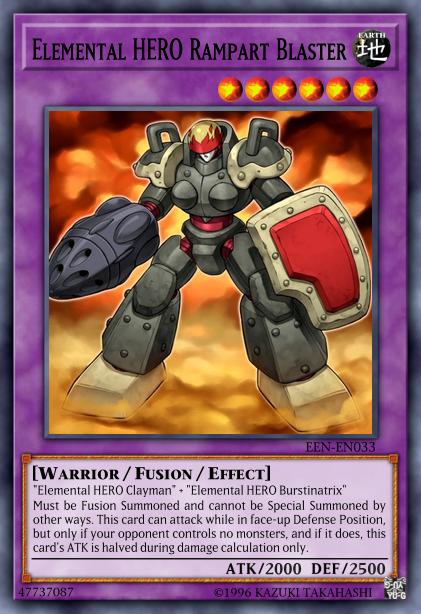 ELEMENTAL HERO RAMPART BLASTER
EARTH
地
EEN-EN033
[WARRIOR / FUSION / EFFECT]
"Elemental HERO Clayman" + "Elemental HERO Burstinatrix"
Must be Fusion Summoned and cannot be Special Summoned by
other ways. This card can attack while in face-up Defense Position,
but only if your opponent controls no monsters, and if it does, this
card's ATK is halved during damage calculation only.
ATK/2000 DEF/2500
47737087
©1996 KAZUKI TAKAHASHI